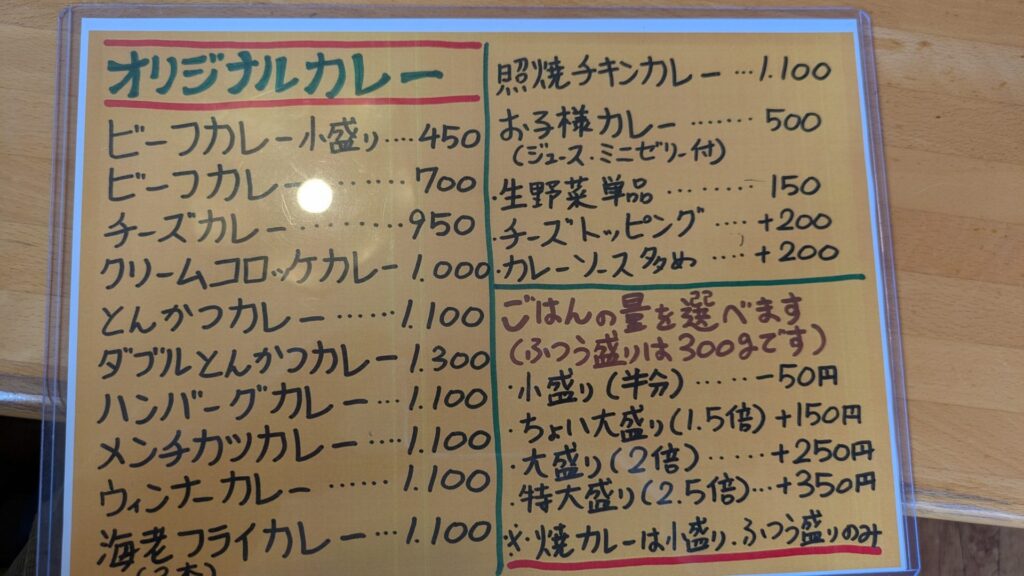 オリジナルカレー
ビーフカレー小盛り‥‥450
ビーフカレー‥‥‥‥700
チーズカレー‥‥‥‥950
クリームコロッケカレー1.000
とんかつカレー‥‥‥1.100
ダブルとんかつカレー1.300
ハンバーグカレー‥‥1.100
メンチカツカレー‥‥1.100
ウィンナーカレー‥‥‥1.100
海老フライカレー‥‥1.100
照焼チキンカレー…1.100
お子様カレー‥‥‥‥500
(ジュース・ミニゼリー付)
・生野菜単品‥‥‥‥150
・チーズトッピング‥‥+200
・カレーソース多め‥‥+200
ごはんの量を選べます
(ふつう盛りは300gです)
・小盛り(半分)‥‥‥-50円
・ちょい大盛り(1.5倍)+150円
・大盛り(2倍)‥‥‥+250円
・特大盛り(2.5倍)…+350円
※・焼カレーは小盛り.ふつう盛りのみ